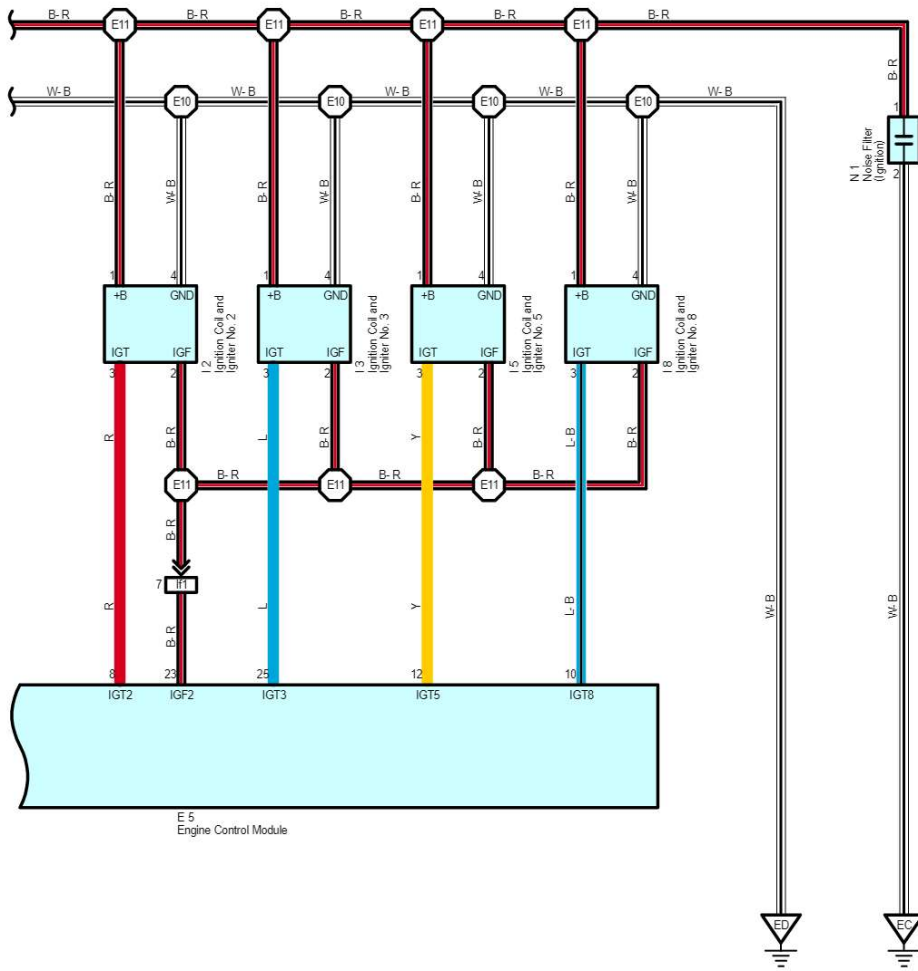 B-R B-R B-R B-R B-R
E11 E11 E11 E11
W-B W-B W-B W-B W-B
E10 E10 E10 E10
B-R
1
2
N 1
Noise Filter
(Ignition)
B-R W-B B-R W-B B-R W-B B-R W-B
1 4 1 4 1 4 1 4
+B GND +B GND +B GND +B GND
IGT IGF IGT IGF IGT IGF IGT IGF
I 2
Ignition Coil and
Igniter No. 2
I 3
Ignition Coil and
Igniter No. 3
I 5
Ignition Coil and
Igniter No. 5
I 8
Ignition Coil and
Igniter No. 8
3 2 3 2 3 2 3 2
R B-R L B-R Y B-R L-B B-R
B-R B-R B-R
E11 E11 E11
B-R
7 If1
R B-R L Y L-B W-B W-B
8 23 25 12 10
IGT2 IGF2 IGT3 IGT5 IGT8
E 5
Engine Control Module
ED EC